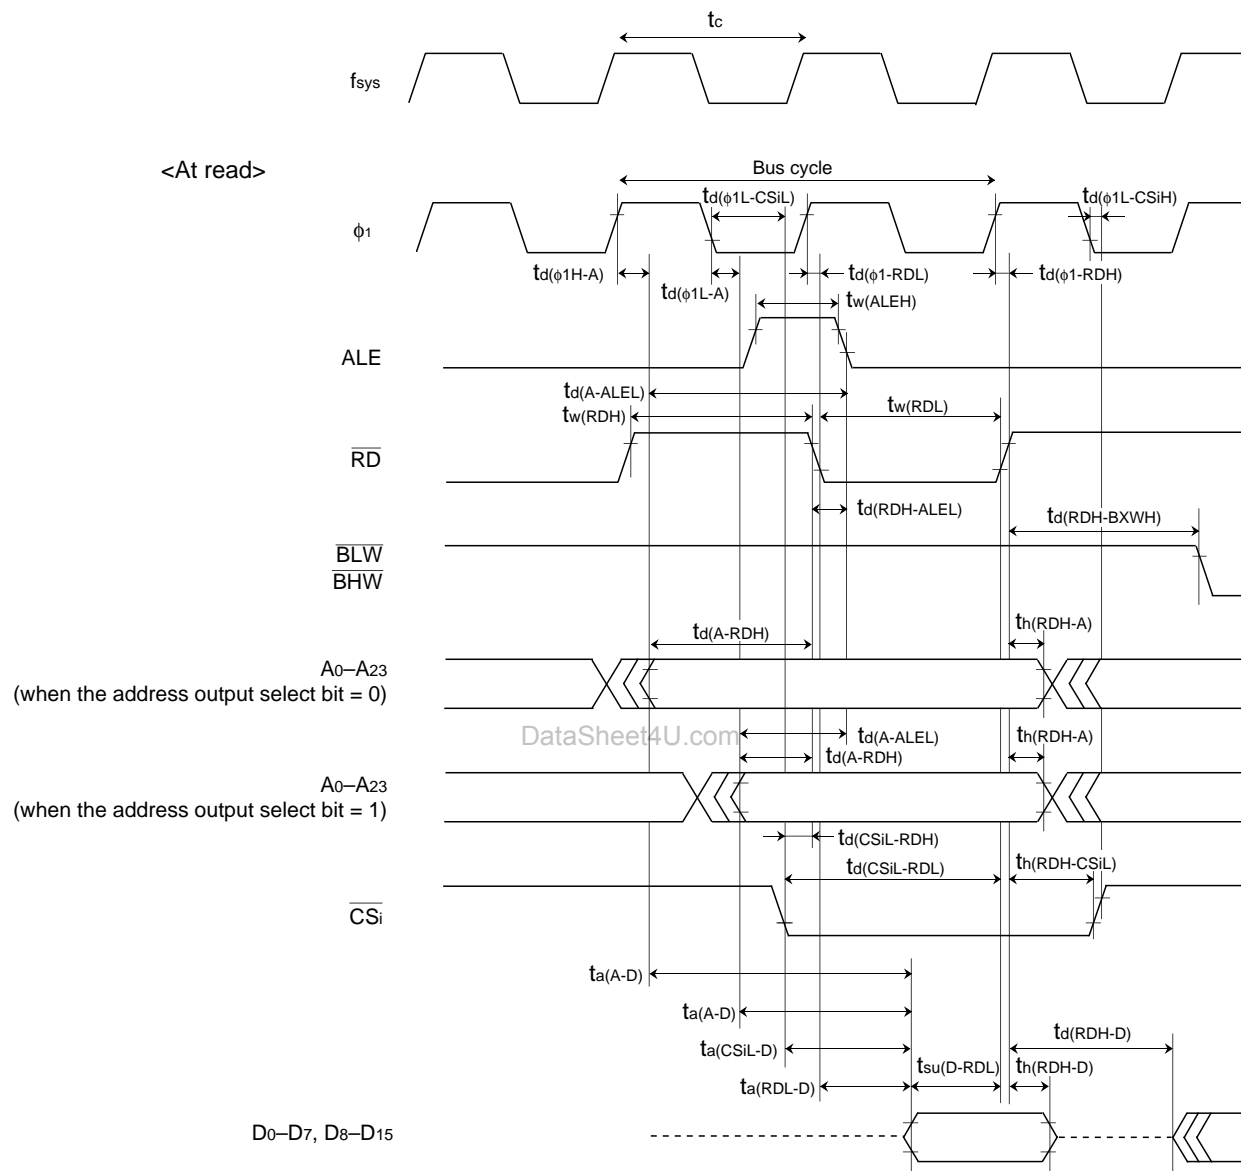 tc
fsys
<At read>
Bus cycle
td(ϕ1L-CSiL)
td(ϕ1L-CSiH)
ϕ1
td(ϕ1H-A)
td(ϕ1-RDL)
td(ϕ1-RDH)
td(ϕ1L-A)
tw(ALEH)
ALE
td(A-ALEL)
tw(RDH)
tw(RDL)
RD
td(RDH-ALEL)
td(RDH-BXWH)
BLW
BHW
th(RDH-A)
td(A-RDH)
A0–A23
(when the address output select bit = 0)
DataSheet4U.com
td(A-ALEL)
th(RDH-A)
td(A-RDH)
A0–A23
(when the address output select bit = 1)
td(CSiL-RDH)
td(CSiL-RDL)
th(RDH-CSiL)
CSi
ta(A-D)
ta(A-D)
td(RDH-D)
ta(CSiL-D)
tsu(D-RDL)
th(RDH-D)
ta(RDL-D)
D0–D7, D8–D15